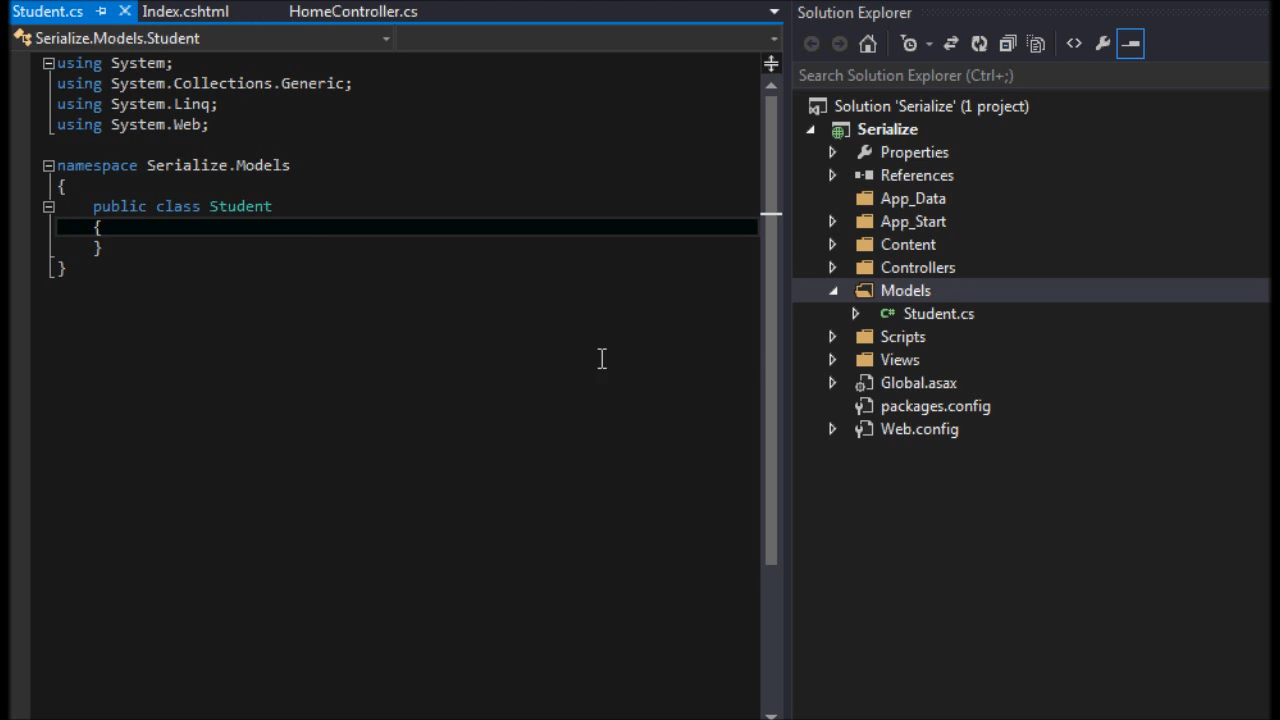 Student.cs
Index.cshtml
HomeController.cs
Serialize.Models.Student
using System;
using System.Collections.Generic;
using System.Linq;
using System.Web;
namespace Serialize.Models
{
public class Student
{
}
}
Solution Explorer
Search Solution Explorer (Ctrl+;)
Solution 'Serialize' (1 project)
Serialize
Properties
References
App_Data
App_Start
Content
Controllers
Models
C# Student.cs
Scripts
Views
Global.asax
packages.config
Web.config